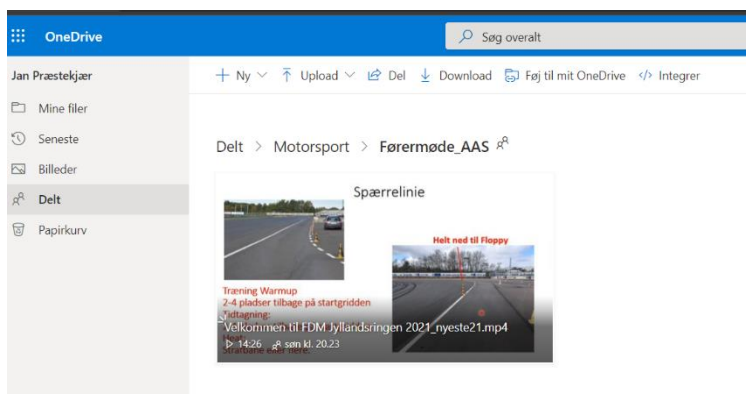 OneDrive
Søg overalt
Jan Præstekjær
Ny
Upload
Del
Download
Føj til mit OneDrive
Integrer
Mine filer
Seneste
Billeder
Delt
Papirkurv
Delt > Motorsport > Førermøde_AAS
Spærrelinie
Helt ned til Floppy
Træning Warmup
2-4 pladser tilbage på startgridden
Tidtagning:
Velkommen til FDM Jyllandsringen 2021_nyeste21.mp4
Heat:
14:26 søn kl. 20.23